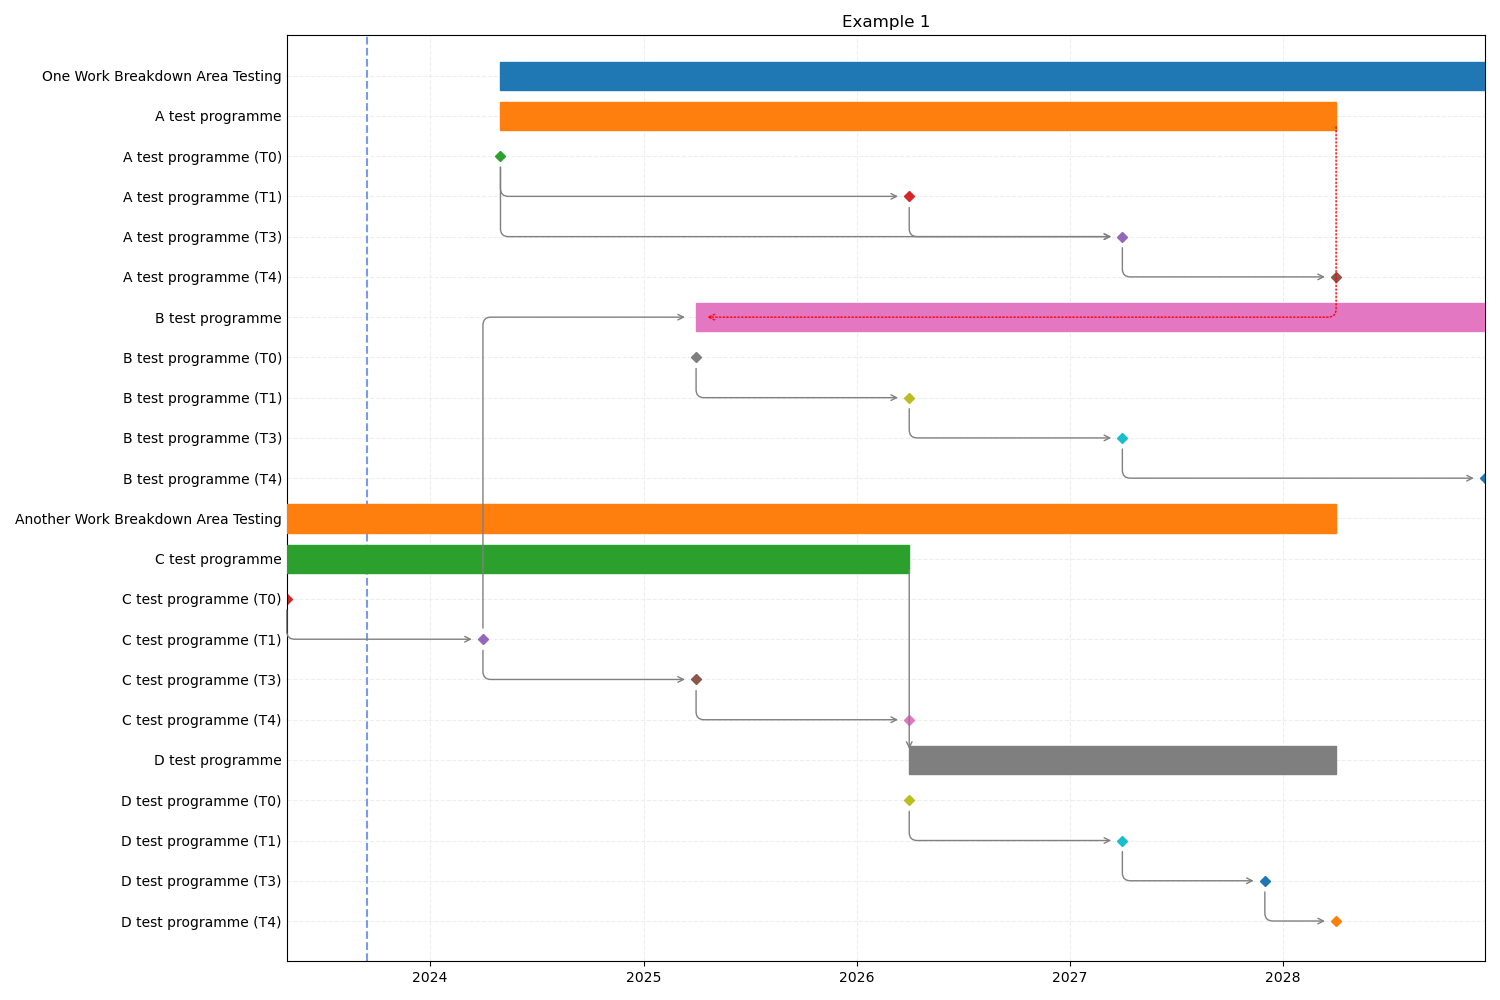 Example 1
One Work Breakdown Area Testing
A test programme
A test programme (T0)
A test programme (T1)
A test programme (T3)
A test programme (T4)
B test programme
B test programme (T0)
B test programme (T1)
B test programme (T3)
B test programme (T4)
Another Work Breakdown Area Testing
C test programme
C test programme (T0)
C test programme (T1)
C test programme (T3)
C test programme (T4)
D test programme
D test programme (T0)
D test programme (T1)
D test programme (T3)
D test programme (T4)
2024 2025 2026 2027 2028